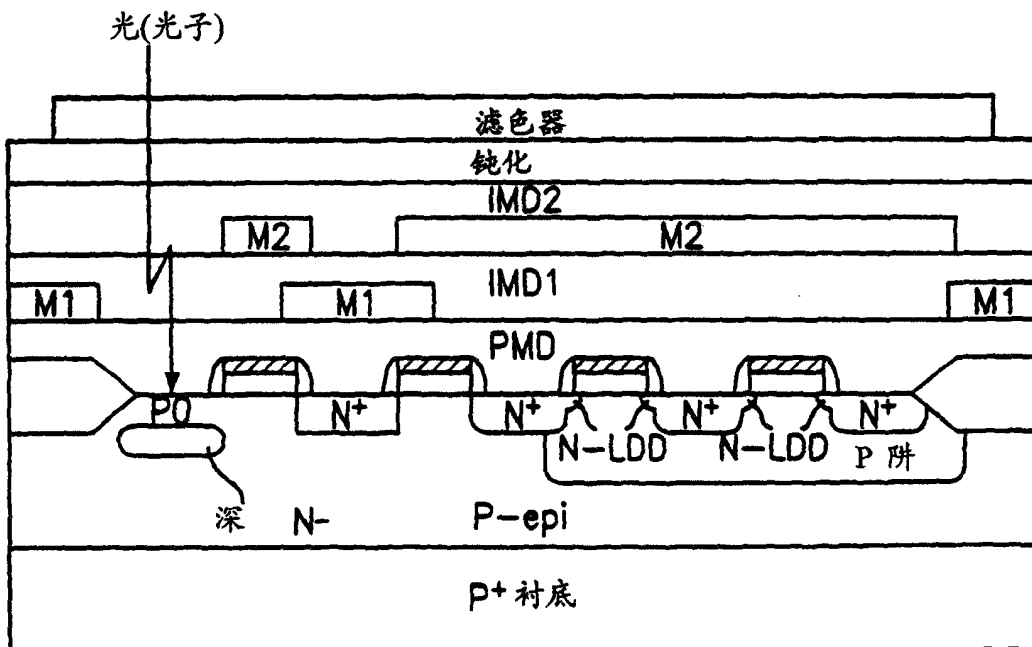 光(光子)
滤色器
钝化
IMD2
M2 M2
IMD1
M1 M1 M1
PMD
PO N+ N+ N+ N+
N-LDD N-LDD P 阱
深 N- P-epi
P+ 衬底